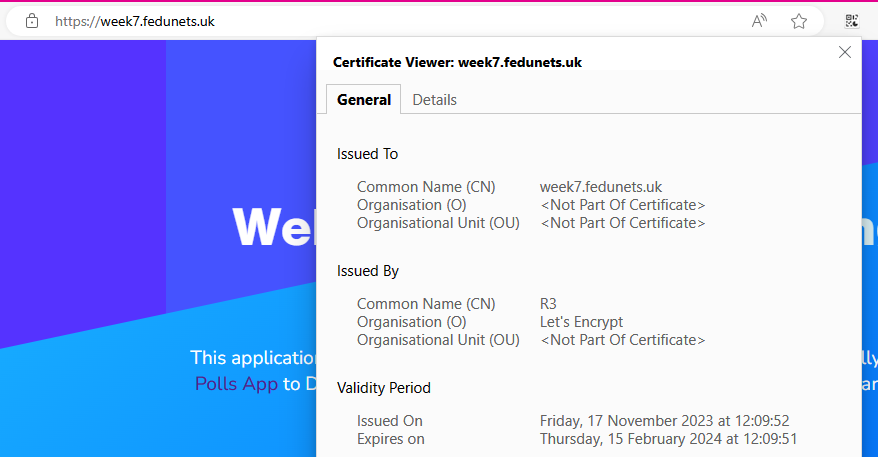 https://week7.fedunets.uk
Certificate Viewer: week7.fedunets.uk
General Details
Issued To
Common Name (CN) week7.fedunets.uk
Organisation (O) <Not Part Of Certificate>
Organisational Unit (OU) <Not Part Of Certificate>
Wel
Issued By
Common Name (CN) R3
Organisation (O) Let's Encrypt
Organisational Unit (OU) <Not Part Of Certificate>
This application
Polls App to D
Validity Period
Issued On Friday, 17 November 2023 at 12:09:52
Expires on Thursday, 15 February 2024 at 12:09:51